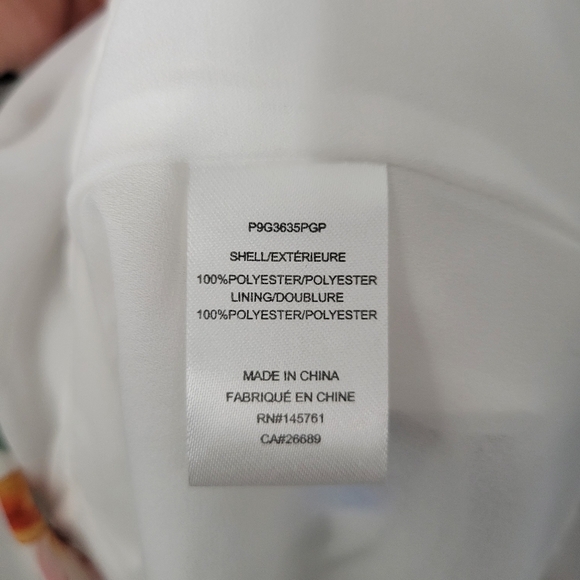 P9G3635PGP
SHELL/EXTÉRIEURE
100%POLYESTER/POLYESTER
LINING/DOUBLURE
100%POLYESTER/POLYESTER
MADE IN CHINA
FABRIQUÉ EN CHINE
RN#145761
CA#26689